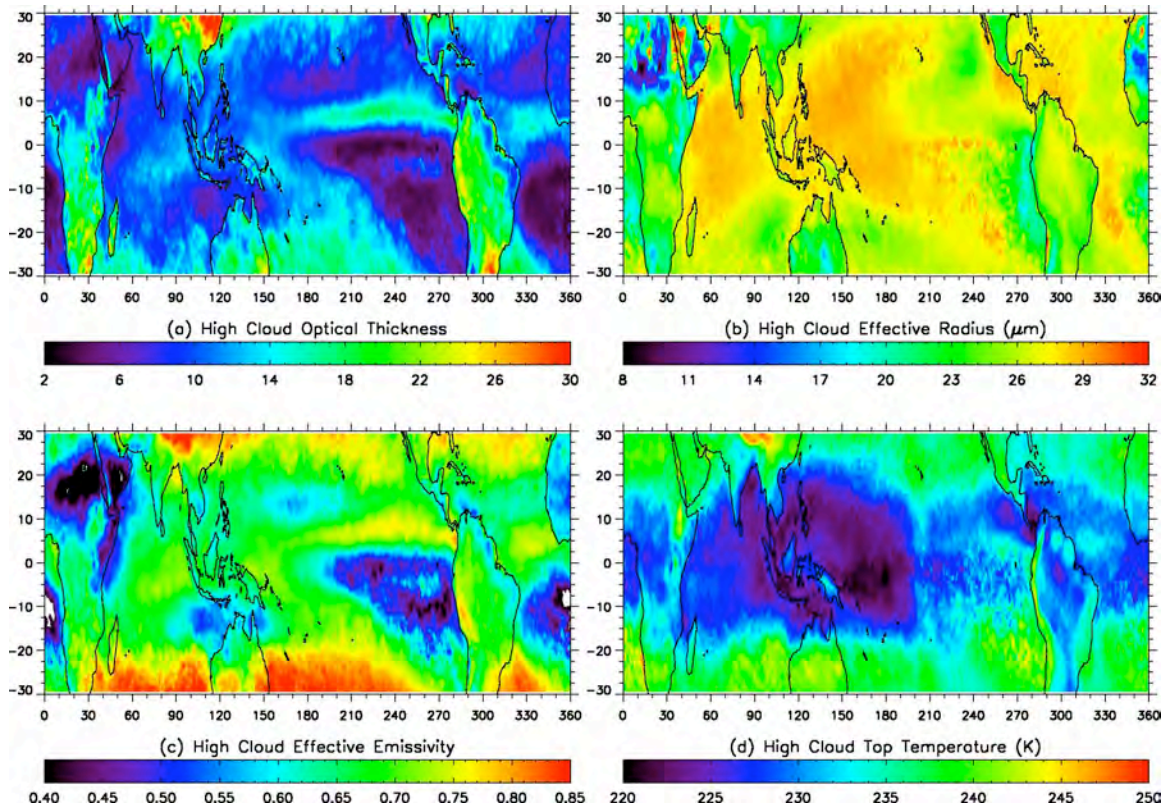 30
20
10
0
−10
−20
−30
0 30 60 90 120 150 180 210 240 270 300 330 360
(a) High Cloud Optical Thickness
2 6 10 14 18 22 26 30
30
20
10
0
−10
−20
−30
0 30 60 90 120 150 180 210 240 270 300 330 360
(b) High Cloud Effective Radius (μm)
8 11 14 17 20 23 26 29 32
30
20
10
0
−10
−20
−30
0 30 60 90 120 150 180 210 240 270 300 330 360
(c) High Cloud Effective Emissivity
0.40 0.45 0.50 0.55 0.60 0.65 0.70 0.75 0.80 0.85
30
20
10
0
−10
−20
−30
0 30 60 90 120 150 180 210 240 270 300 330 360
(d) High Cloud Top Temperature (K)
220 225 230 235 240 245 250